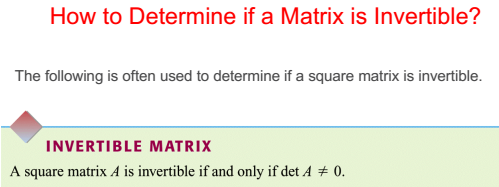 How to Determine if a Matrix is Invertible?
The following is often used to determine if a square matrix is invertible.
INVERTIBLE MATRIX
A square matrix A is invertible if and only if det A ≠ 0.